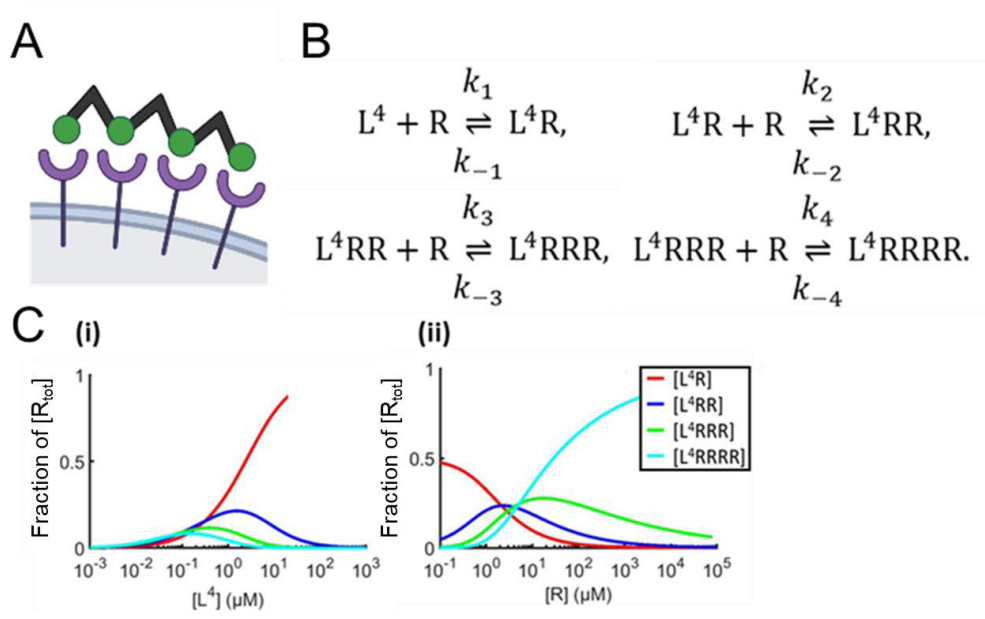 A
B
L⁴ + R ⇌ L⁴R,
k₁
k₋₁
L⁴R + R ⇌ L⁴RR,
k₂
k₋₂
L⁴RR + R ⇌ L⁴RRR,
k₃
k₋₃
L⁴RRR + R ⇌ L⁴RRRR.
k₄
k₋₄
C
(i)
Fraction of [Rtot]
1
0.5
0
10⁻³ 10⁻² 10⁻¹ 10⁰ 10¹ 10² 10³
[L⁴] (μM)
(ii)
Fraction of [Rtot]
1
0.5
0
10⁻¹ 10⁰ 10¹ 10² 10³ 10⁴ 10⁵
[R] (μM)
[L⁴R]
[L⁴RR]
[L⁴RRR]
[L⁴RRRR]